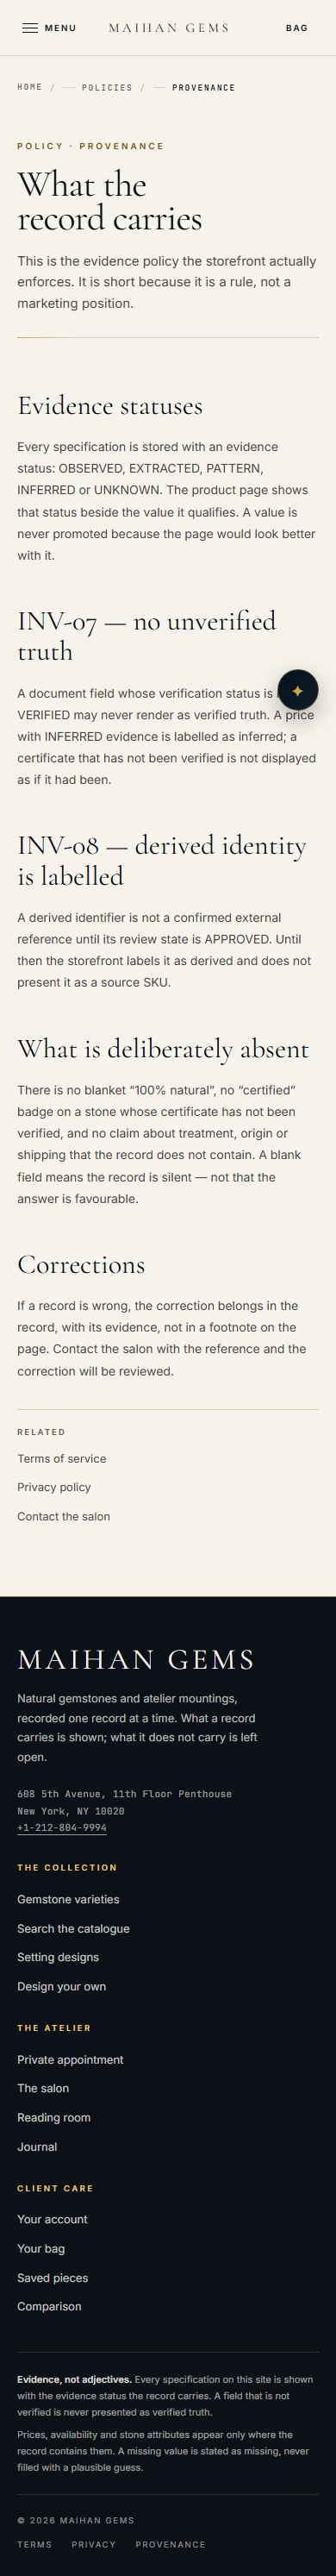 MENU
MAIHAN GEMS
BAG
HOME / — POLICIES / — PROVENANCE
POLICY · PROVENANCE
What the
record carries
This is the evidence policy the storefront actually
enforces. It is short because it is a rule, not a
marketing position.
Evidence statuses
Every specification is stored with an evidence
status: OBSERVED, EXTRACTED, PATTERN,
INFERRED or UNKNOWN. The product page shows
that status beside the value it qualifies. A value is
never promoted because the page would look better
with it.
INV-07 — no unverified
truth
A document field whose verification status is
VERIFIED may never render as verified truth. A price
with INFERRED evidence is labelled as inferred; a
certificate that has not been verified is not displayed
as if it had been.
INV-08 — derived identity
is labelled
A derived identifier is not a confirmed external
reference until its review state is APPROVED. Until
then the storefront labels it as derived and does not
present it as a source SKU.
What is deliberately absent
There is no blanket “100% natural”, no “certified”
badge on a stone whose certificate has not been
verified, and no claim about treatment, origin or
shipping that the record does not contain. A blank
field means the record is silent — not that the
answer is favourable.
Corrections
If a record is wrong, the correction belongs in the
record, with its evidence, not in a footnote on the
page. Contact the salon with the reference and the
correction will be reviewed.
RELATED
Terms of service
Privacy policy
Contact the salon
MAIHAN GEMS
Natural gemstones and atelier mountings,
recorded one record at a time. What a record
carries is shown; what it does not carry is left
open.
608 5th Avenue, 11th Floor Penthouse
New York, NY 10020
+1-212-804-9994
THE COLLECTION
Gemstone varieties
Search the catalogue
Setting designs
Design your own
THE ATELIER
Private appointment
The salon
Reading room
Journal
CLIENT CARE
Your account
Your bag
Saved pieces
Comparison
Evidence, not adjectives. Every specification on this site is shown
with the evidence status the record carries. A field that is not
verified is never presented as verified truth.
Prices, availability and stone attributes appear only where the
record contains them. A missing value is stated as missing, never
filled with a plausible guess.
© 2026 MAIHAN GEMS
TERMS PRIVACY PROVENANCE